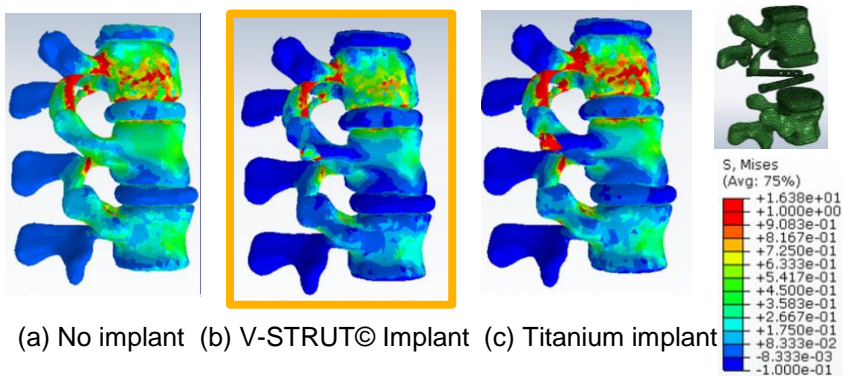 (a) No implant (b) V-STRUT© Implant (c) Titanium implant
S, Mises
(Avg: 75%)
+1.638e+01
+1.000e+00
+9.083e-01
+8.167e-01
+7.250e-01
+6.333e-01
+5.417e-01
+4.500e-01
+3.583e-01
+2.667e-01
+1.750e-01
+8.333e-02
-8.333e-03
-1.000e-01